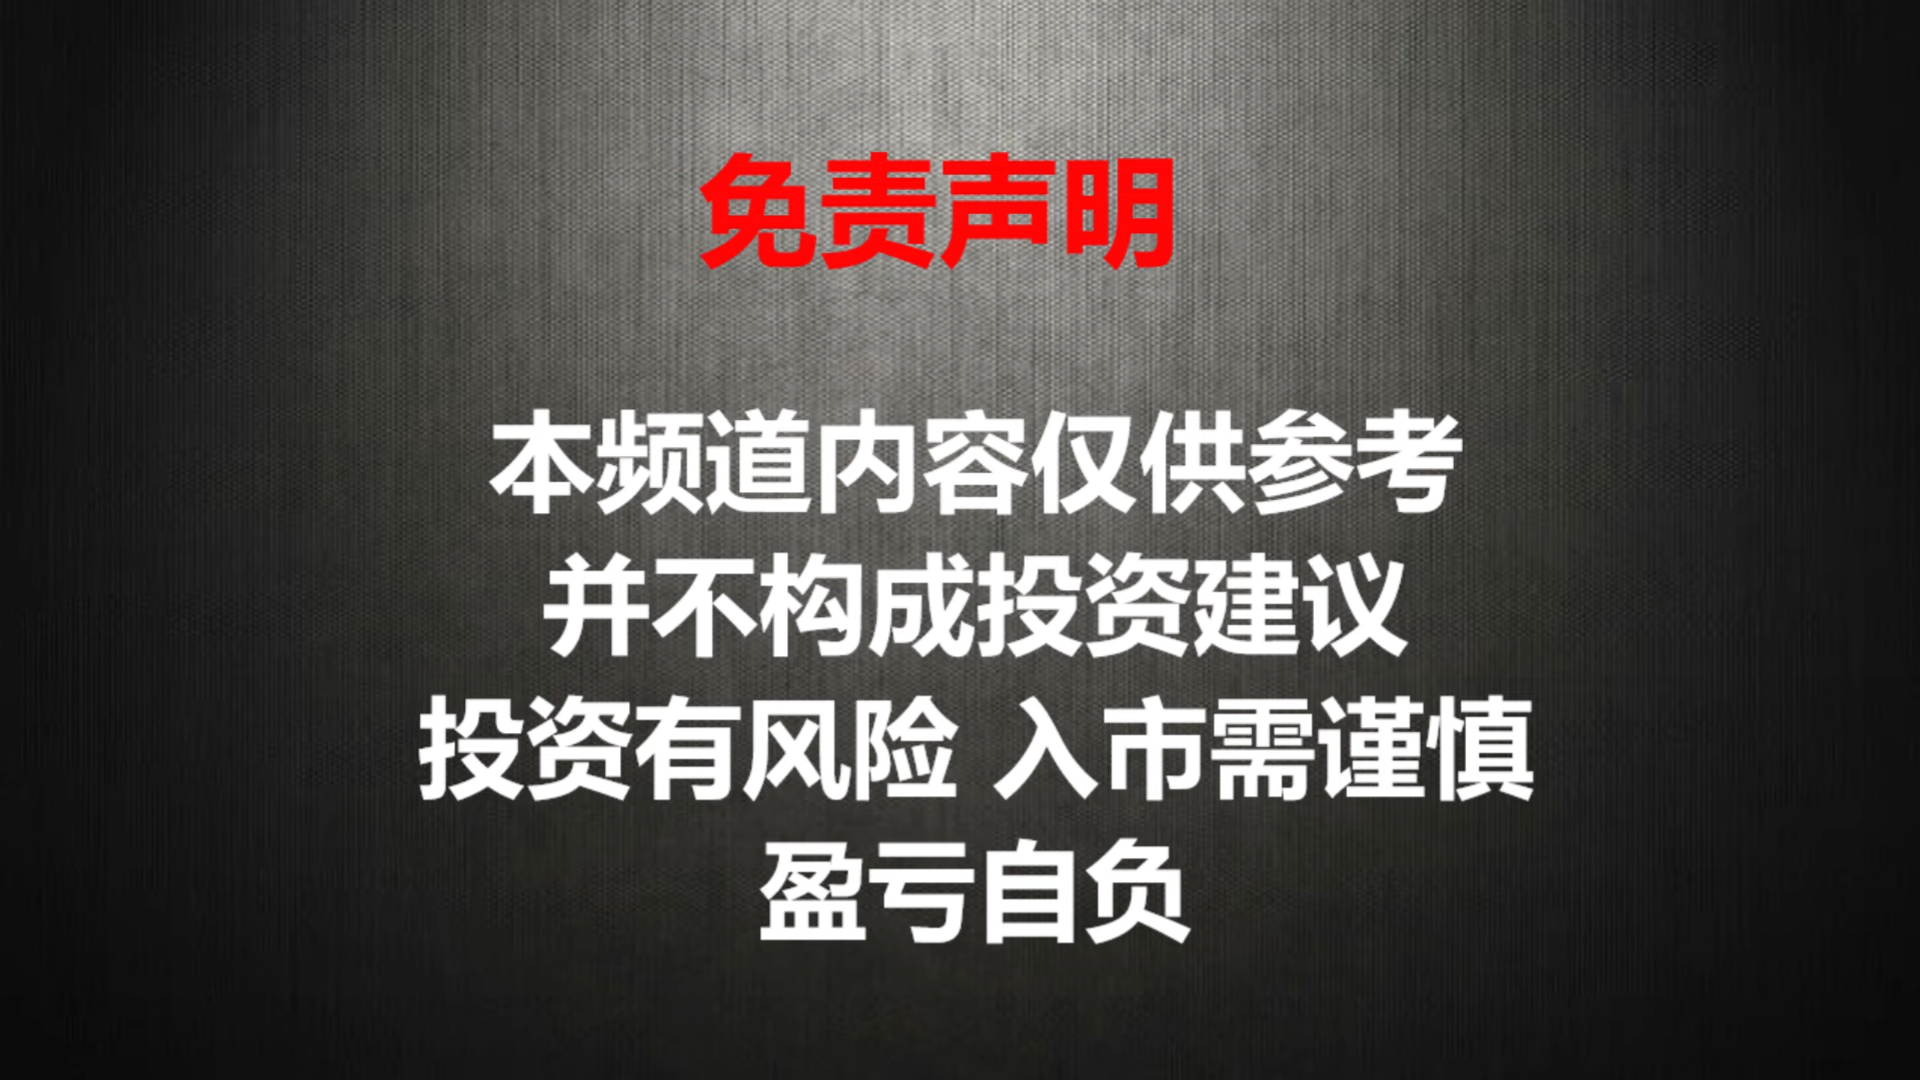 免责声明
本频道内容仅供参考
并不构成投资建议
投资有风险 入市需谨慎
盈亏自负